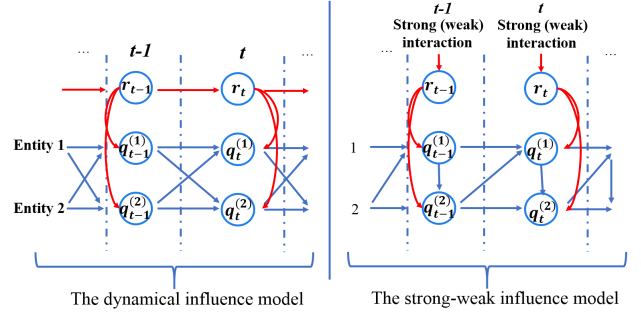 t-1
t
Strong (weak) Strong (weak)
interaction interaction
... t-1 t ...
... ...
r_{t-1} r_t
r_{t-1} r_t
Entity 1 q_{t-1}^{(1)} q_t^{(1)}
1 q_{t-1}^{(1)} q_t^{(1)}
Entity 2 q_{t-1}^{(2)} q_t^{(2)}
2 q_{t-1}^{(2)} q_t^{(2)}
The dynamical influence model
The strong-weak influence model